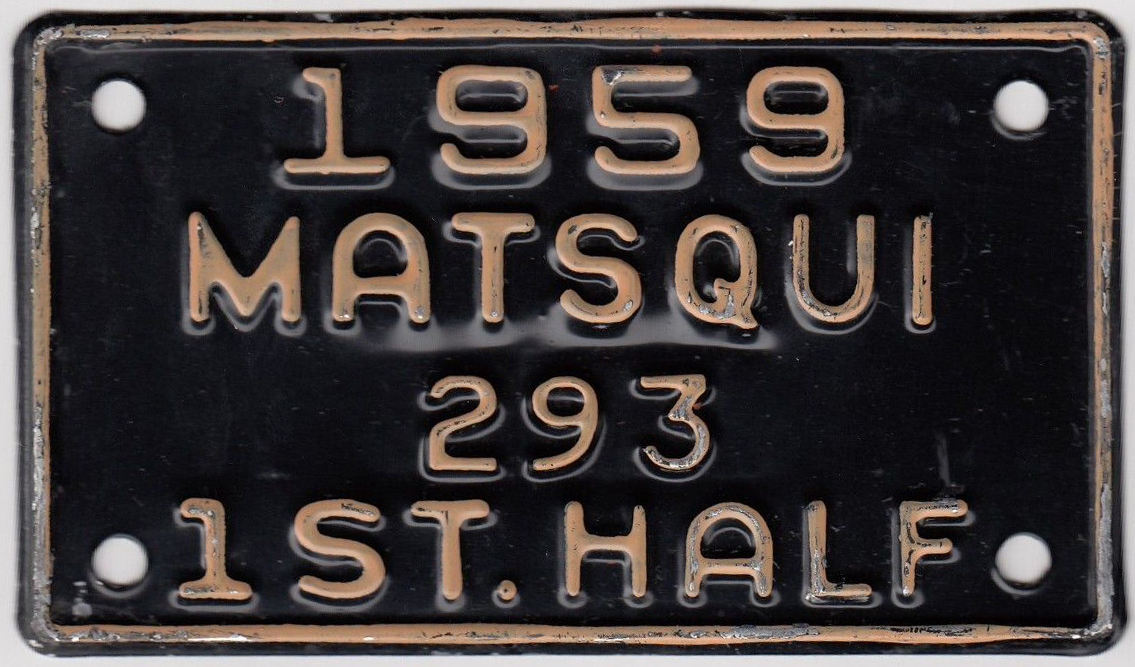 1959
MATSQUI
293
1ST. HALF